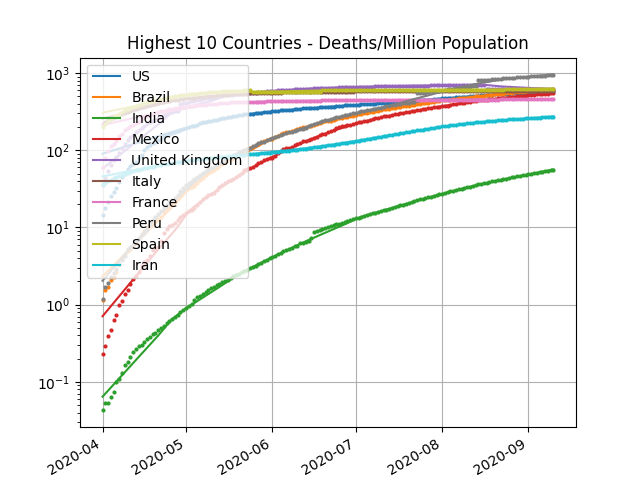 Highest 10 Countries - Deaths/Million Population
10³
10²
10¹
10⁰
10⁻¹
US
Brazil
India
Mexico
United Kingdom
Italy
France
Peru
Spain
Iran
2020-04
2020-05
2020-06
2020-07
2020-08
2020-09